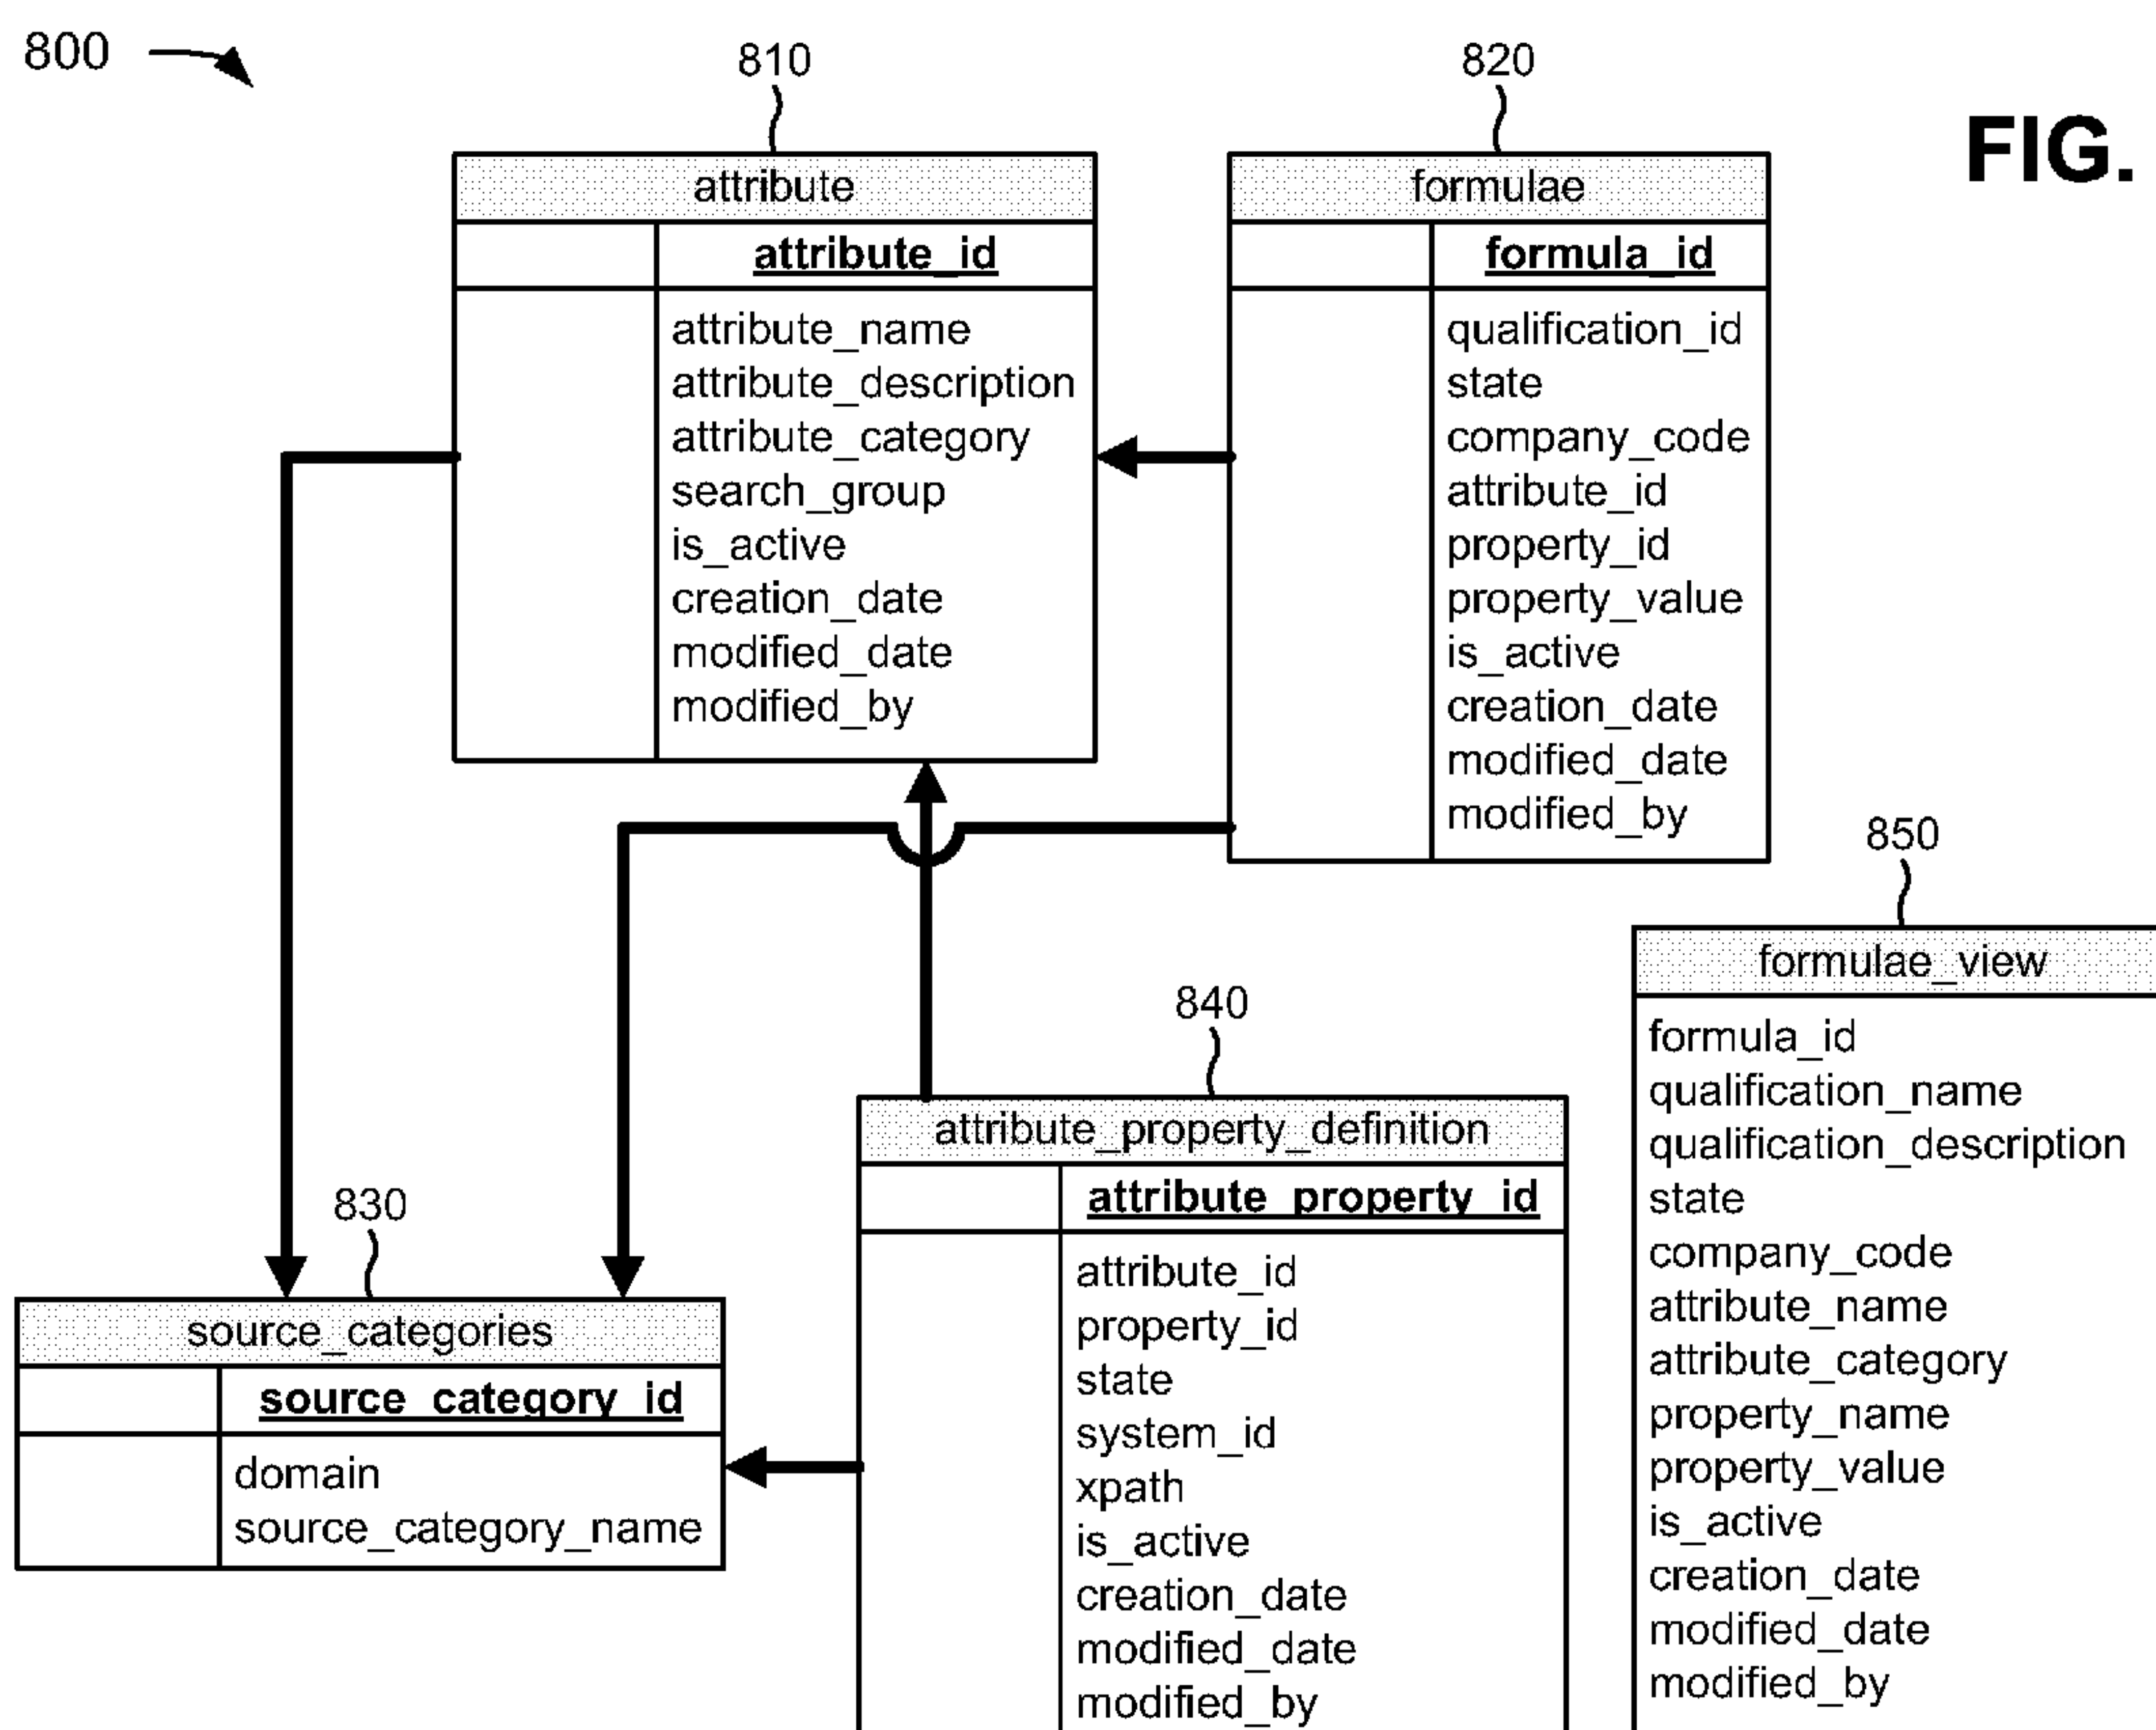 800
810
820
FIG.
attribute
attribute_id
attribute_name
attribute_description
attribute_category
search_group
is_active
creation_date
modified_date
modified_by
formulae
formula_id
qualification_id
state
company_code
attribute_id
property_id
property_value
is_active
creation_date
modified_date
modified_by
830
source_categories
source_category_id
domain
source_category_name
840
attribute_property_definition
attribute_property_id
attribute_id
property_id
state
system_id
xpath
is_active
creation_date
modified_date
modified_by
850
formulae_view
formula_id
qualification_name
qualification_description
state
company_code
attribute_name
attribute_category
property_name
property_value
is_active
creation_date
modified_date
modified_by